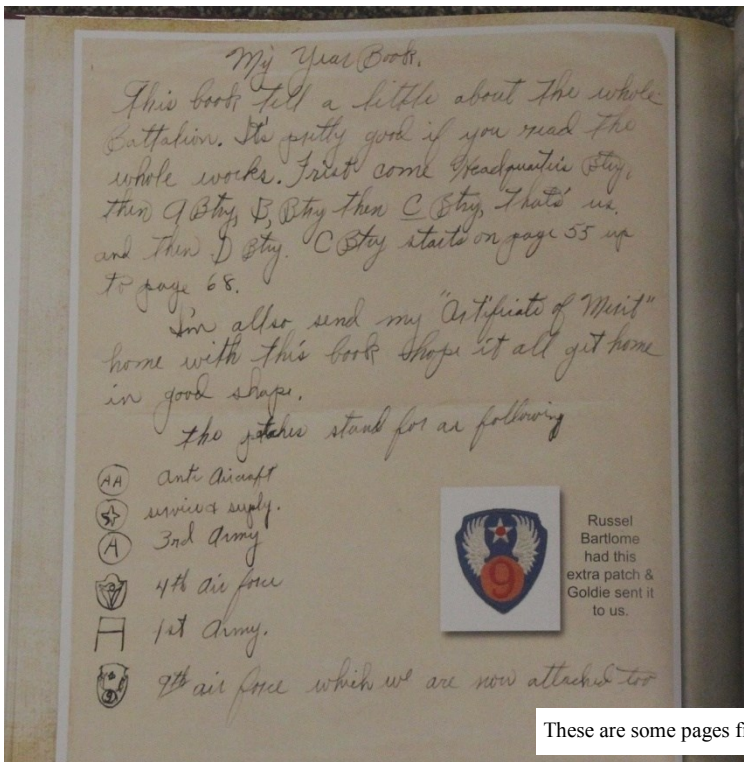 My Year Book.
This book tell a little about the whole
Battalion. It's pretty good if you read the
whole works. Frist come Headquarters Btry,
then A Btry, B, Btry then C Btry, That's us,
and then D Btry. C Btry starts on page 55 up
to page 68.
I'm allso send my "Certificate of Merit"
home with this book I hope it all get home
in good shape.
The patches stand for as following
AA anti Aircraft
service & suply.
A 3rd Army
4th air force
1st Army.
9th air force which we are now attached too
9
Russel
Bartlome
had this
extra patch &
Goldie sent it
to us.
These are some pages